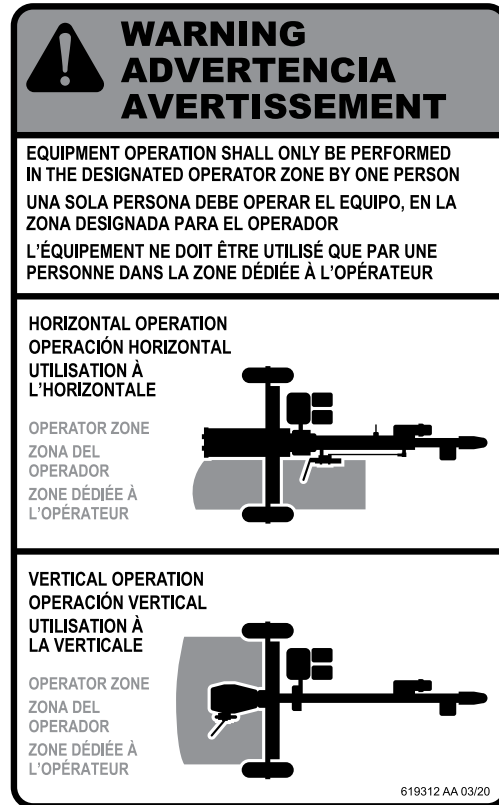 WARNING
ADVERTENCIA
AVERTISSEMENT
EQUIPMENT OPERATION SHALL ONLY BE PERFORMED
IN THE DESIGNATED OPERATOR ZONE BY ONE PERSON
UNA SOLA PERSONA DEBE OPERAR EL EQUIPO, EN LA
ZONA DESIGNADA PARA EL OPERADOR
L'ÉQUIPEMENT NE DOIT ÊTRE UTILISÉ QUE PAR UNE
PERSONNE DANS LA ZONE DÉDIÉE À L'OPÉRATEUR
HORIZONTAL OPERATION
OPERACIÓN HORIZONTAL
UTILISATION À
L'HORIZONTALE
OPERATOR ZONE
ZONA DEL
OPERADOR
ZONE DÉDIÉE À
L'OPÉRATEUR
VERTICAL OPERATION
OPERACIÓN VERTICAL
UTILISATION À
LA VERTICALE
OPERATOR ZONE
ZONA DEL
OPERADOR
ZONE DÉDIÉE À
L'OPÉRATEUR
619312 AA 03/20